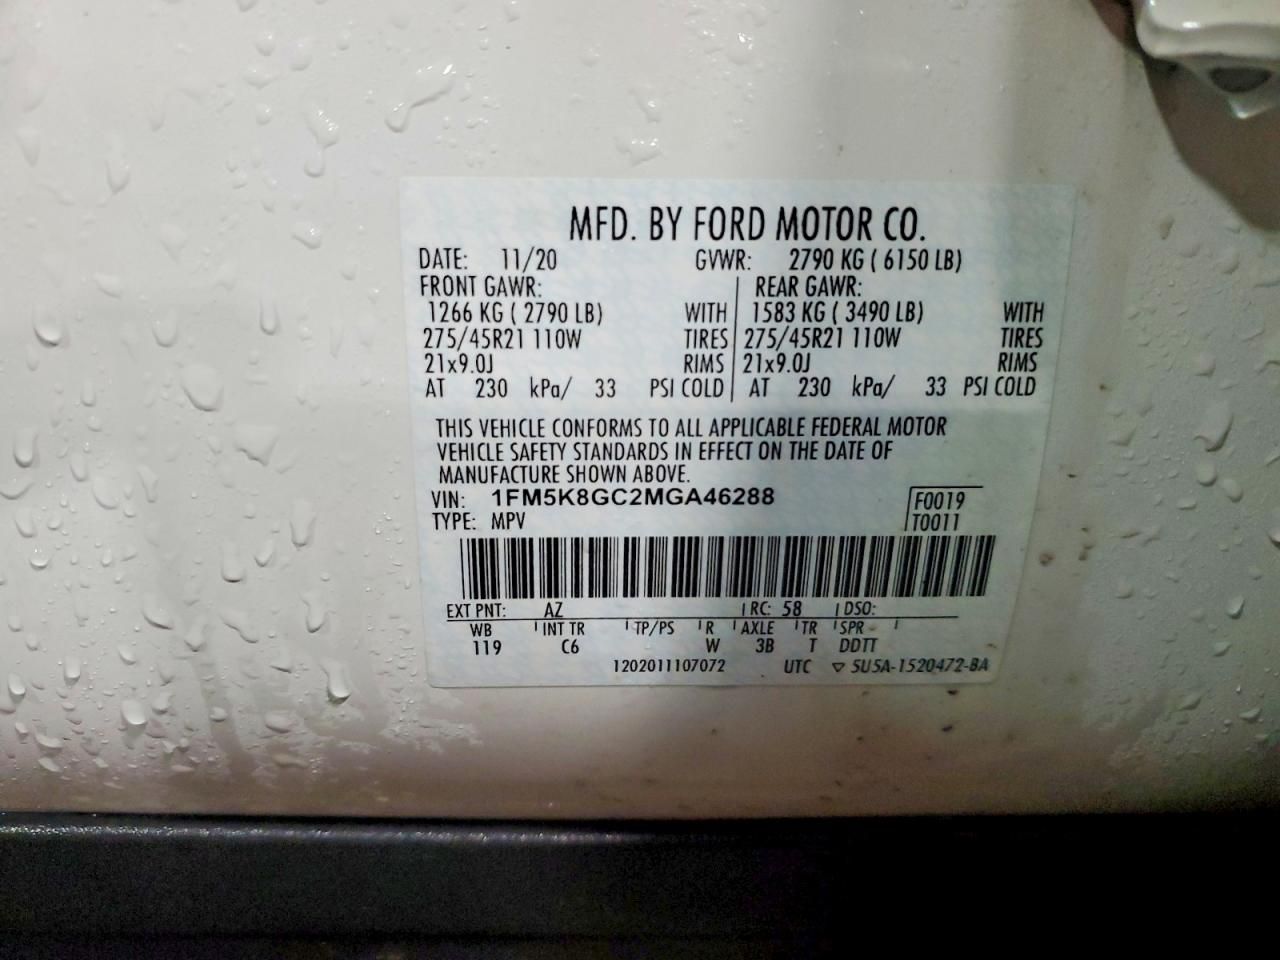 MFD. BY FORD MOTOR CO.
DATE: 11/20 GVWR: 2790 KG ( 6150 LB)
FRONT GAWR: REAR GAWR:
1266 KG ( 2790 LB) WITH 1583 KG ( 3490 LB) WITH
275/45R21 110W TIRES 275/45R21 110W TIRES
21x9.0J RIMS 21x9.0J RIMS
AT 230 kPa/ 33 PSI COLD AT 230 kPa/ 33 PSI COLD
THIS VEHICLE CONFORMS TO ALL APPLICABLE FEDERAL MOTOR
VEHICLE SAFETY STANDARDS IN EFFECT ON THE DATE OF
MANUFACTURE SHOWN ABOVE.
VIN: 1FM5K8GC2MGA46288 F0019
TYPE: MPV T0011
EXT PNT: AZ RC: 58 DSO:
WB INT TR TP/PS R AXLE TR SPR
119 C6 W 3B T DDTT
1202011107072 UTC ▽ 5U5A-1520472-BA